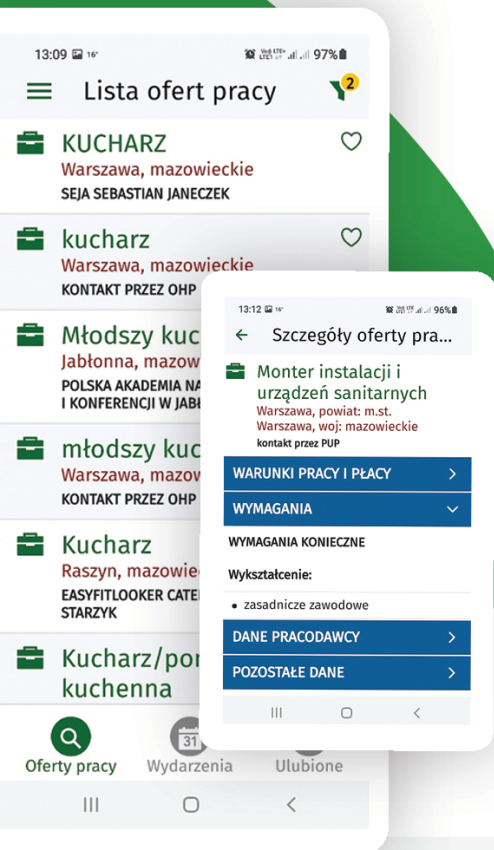 13:09 16° 97%
Lista ofert pracy 2
KUCHARZ
Warszawa, mazowieckie
SEJA SEBASTIAN JANECZEK
kucharz
Warszawa, mazowieckie
KONTAKT PRZEZ OHP
Młodszy kuc
Jabłonna, mazow
POLSKA AKADEMIA NA
I KONFERENCJI W JABŁ
młodszy kuc
Warszawa, mazow
KONTAKT PRZEZ OHP
Kucharz
Raszyn, mazowie
EASYFITLOOKER CATE
STARZYK
Kucharz/por
kuchenna
31
Oferty pracy Wydarzenia Ulubione
13:12 16° 96%
Szczegóły oferty pra...
Monter instalacji i
urządzeń sanitarnych
Warszawa, powiat: m.st.
Warszawa, woj: mazowieckie
kontakt przez PUP
WARUNKI PRACY I PŁACY
WYMAGANIA
WYMAGANIA KONIECZNE
Wykształcenie:
• zasadnicze zawodowe
DANE PRACODAWCY
POZOSTAŁE DANE